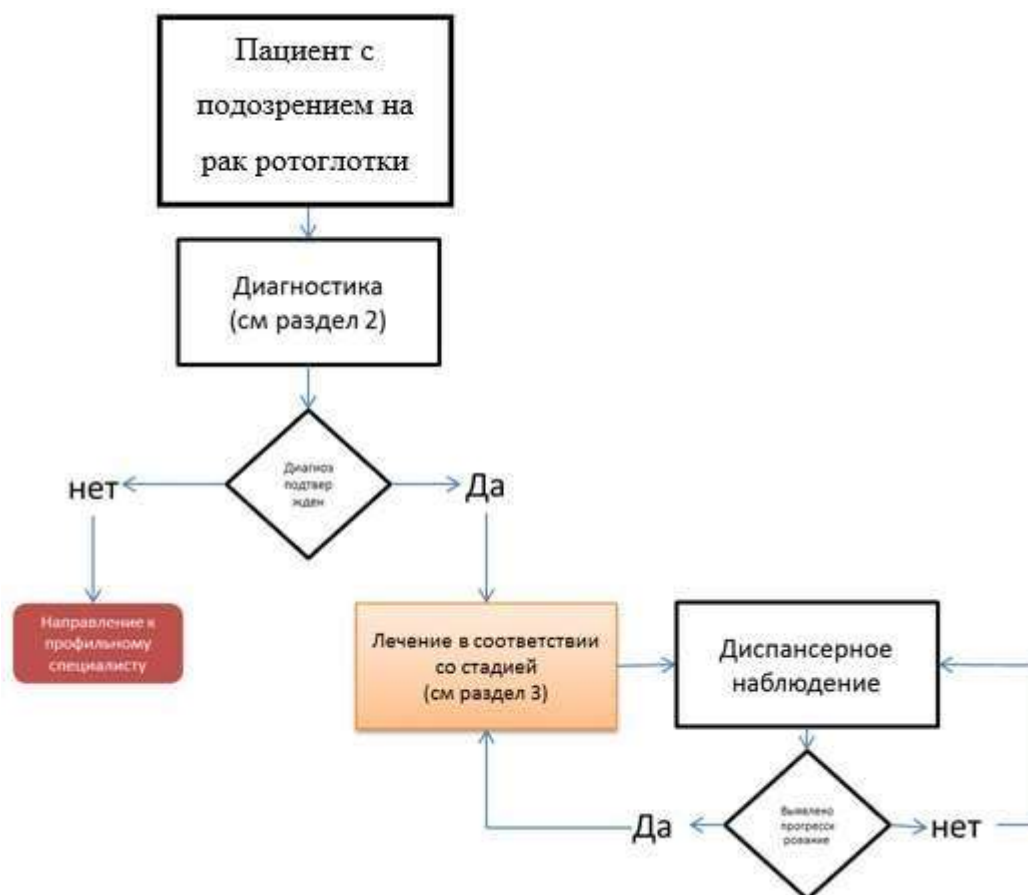 Пациент с
подозрением на
рак ротоглотки
Диагностика
(см раздел 2)
Диагноз
подтвер
жден
нет
Да
Направление к
профильному
специалисту
Лечение в соответствии
со стадией
(см раздел 3)
Диспансерное
наблюдение
Выявлено
прогресси
рование
Да
нет